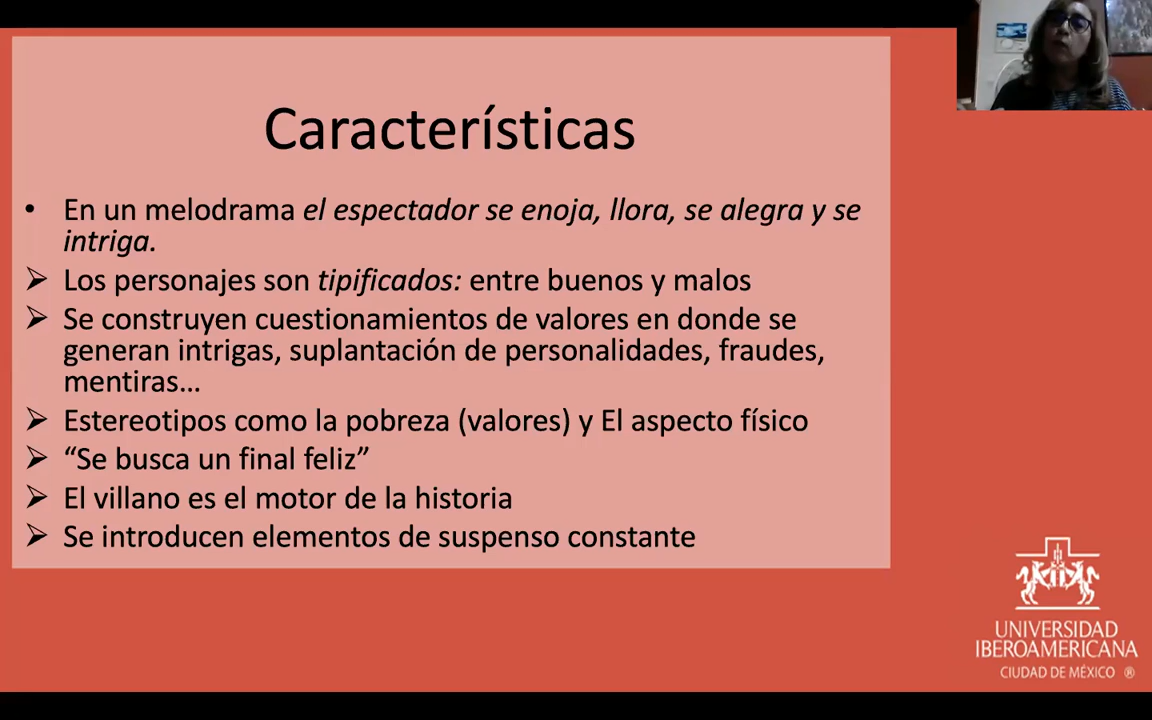 Características
• En un melodrama el espectador se enoja, llora, se alegra y se
intriga.
➢ Los personajes son tipificados: entre buenos y malos
➢ Se construyen cuestionamientos de valores en donde se
generan intrigas, suplantación de personalidades, fraudes,
mentiras…
➢ Estereotipos como la pobreza (valores) y El aspecto físico
➢ “Se busca un final feliz”
➢ El villano es el motor de la historia
➢ Se introducen elementos de suspenso constante
UNIVERSIDAD
IBEROAMERICANA
CIUDAD DE MÉXICO ®